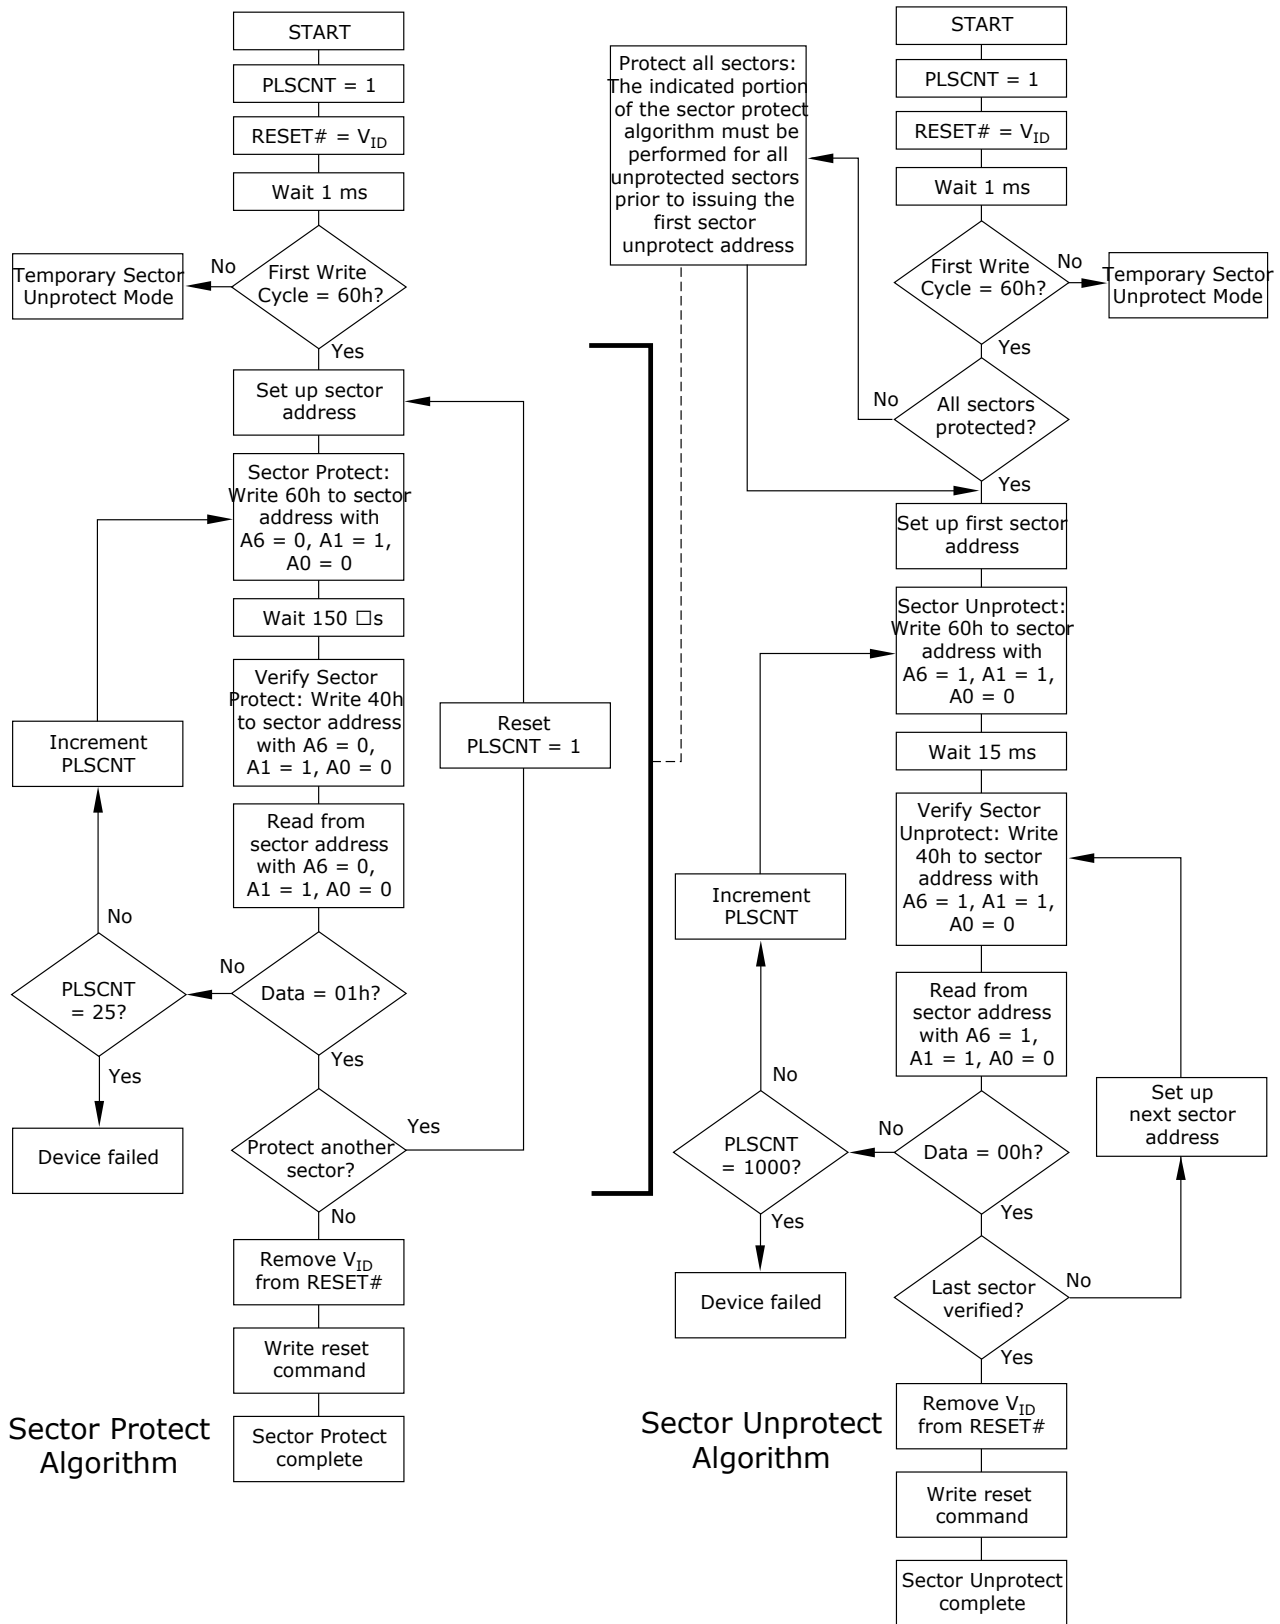 START
PLSCNT = 1
RESET# = VID
Wait 1 ms
First Write
Cycle = 60h?
No
Temporary Sector
Unprotect Mode
Yes
Set up sector
address
Sector Protect:
Write 60h to sector
address with
A6 = 0, A1 = 1,
A0 = 0
Wait 150 □s
Verify Sector
Protect: Write 40h
to sector address
with A6 = 0,
A1 = 1, A0 = 0
Read from
sector address
with A6 = 0,
A1 = 1, A0 = 0
Data = 01h?
No
PLSCNT
= 25?
No
Increment
PLSCNT
Yes
Device failed
Yes
Protect another
sector?
Yes
Reset
PLSCNT = 1
No
Remove VID
from RESET#
Write reset
command
Sector Protect
complete
Sector Protect
Algorithm
START
PLSCNT = 1
RESET# = VID
Wait 1 ms
First Write
Cycle = 60h?
No
Temporary Sector
Unprotect Mode
Yes
All sectors
protected?
No
Protect all sectors:
The indicated portion
of the sector protect
algorithm must be
performed for all
unprotected sectors
prior to issuing the
first sector
unprotect address
Yes
Set up first sector
address
Sector Unprotect:
Write 60h to sector
address with
A6 = 1, A1 = 1,
A0 = 0
Wait 15 ms
Verify Sector
Unprotect: Write
40h to sector
address with
A6 = 1, A1 = 1,
A0 = 0
Read from
sector address
with A6 = 1,
A1 = 1, A0 = 0
Data = 00h?
No
PLSCNT
= 1000?
No
Increment
PLSCNT
Yes
Device failed
Yes
Last sector
verified?
No
Set up
next sector
address
Yes
Remove VID
from RESET#
Write reset
command
Sector Unprotect
complete
Sector Unprotect
Algorithm